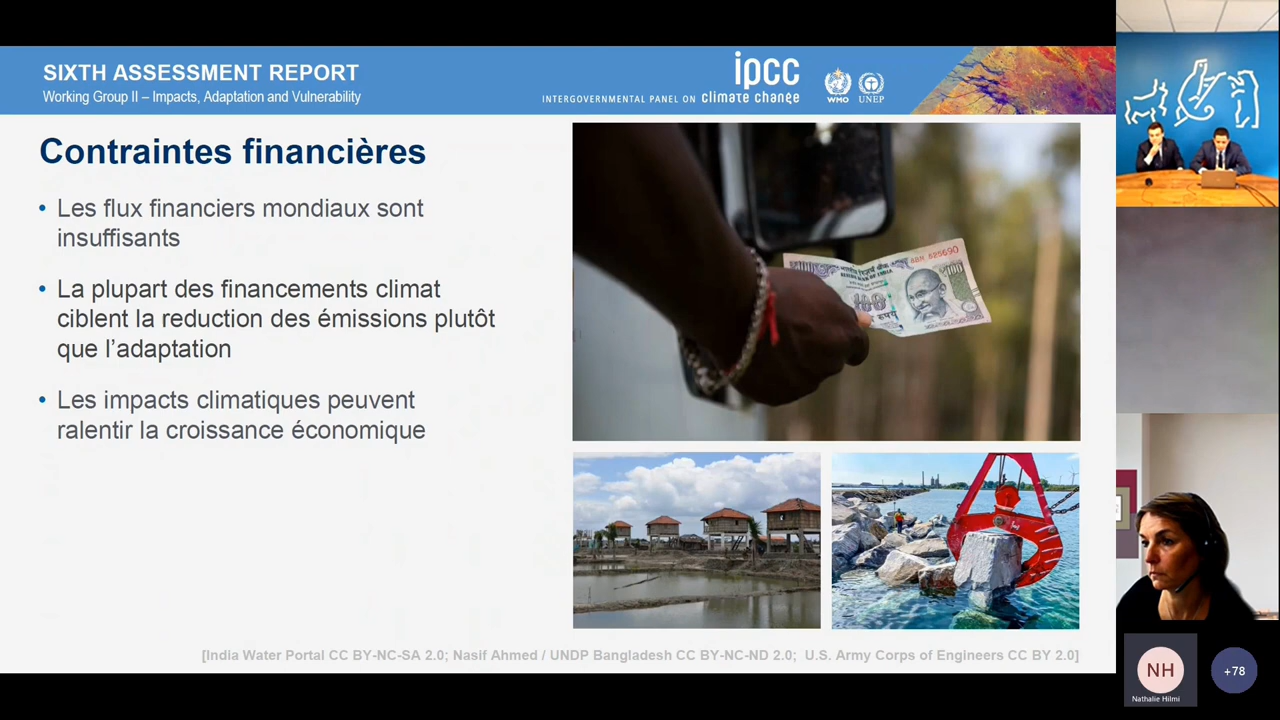 SIXTH ASSESSMENT REPORT
Working Group II – Impacts, Adaptation and Vulnerability
ipcc
INTERGOVERNMENTAL PANEL ON climate change
WMO
UNEP
Contraintes financières
• Les flux financiers mondiaux sont
insuffisants
• La plupart des financements climat
ciblent la reduction des émissions plutôt
que l'adaptation
• Les impacts climatiques peuvent
ralentir la croissance économique
100
[India Water Portal CC BY-NC-SA 2.0; Nasif Ahmed / UNDP Bangladesh CC BY-NC-ND 2.0; U.S. Army Corps of Engineers CC BY 2.0]
NH
Nathalie Hilmi
+78